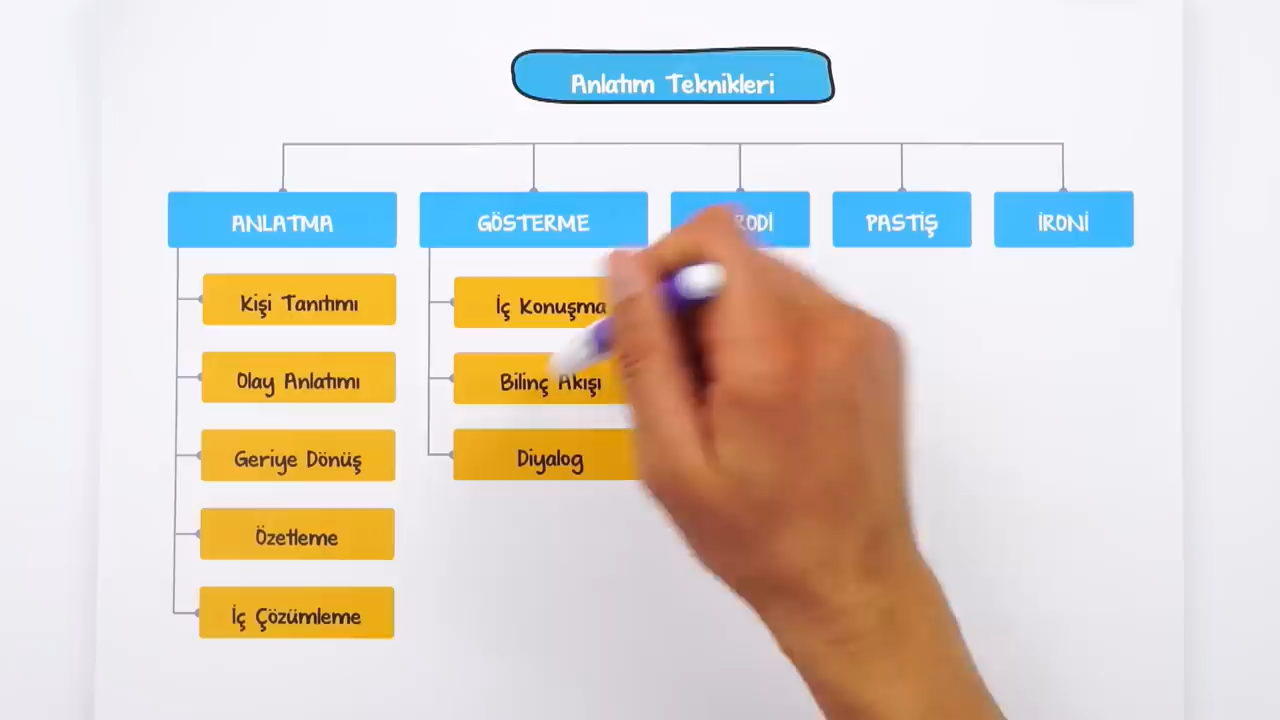 Anlatım Teknikleri
ANLATMA
GÖSTERME
PASTİŞ
İRONİ
Kişi Tanıtımı
Olay Anlatımı
Geriye Dönüş
Özetleme
İç Çözümleme
İç Konuşma
Bilinç Akışı
Diyalog